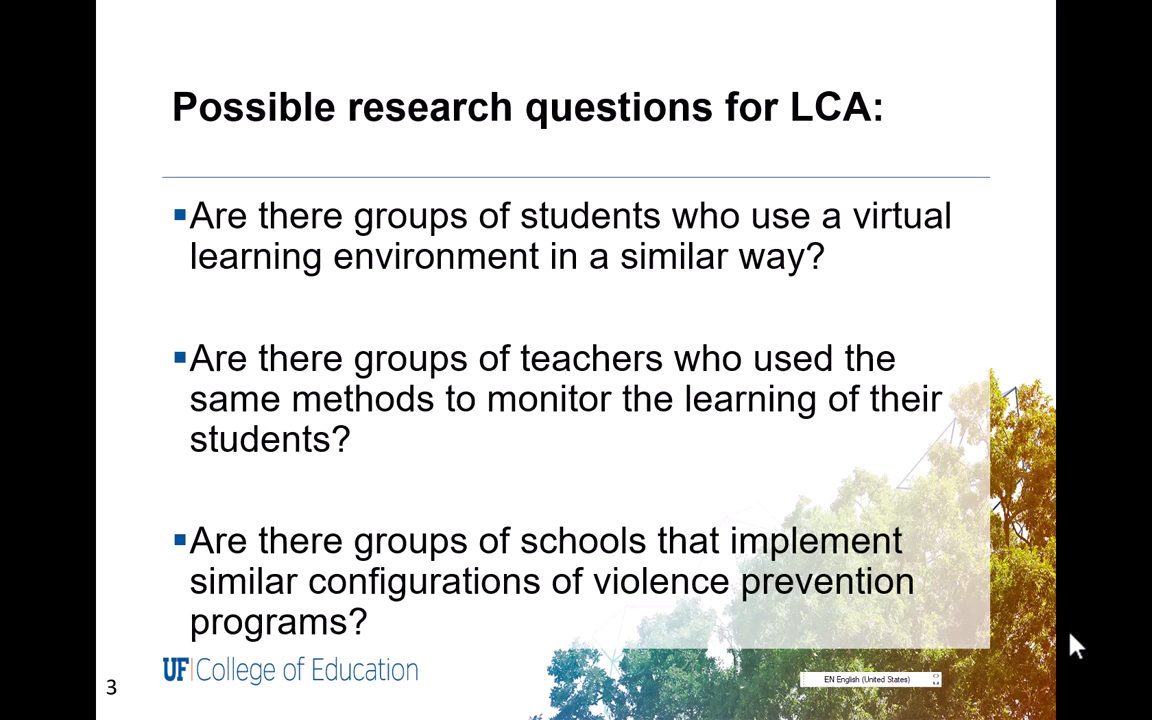 Possible research questions for LCA:
▪Are there groups of students who use a virtual
learning environment in a similar way?
▪Are there groups of teachers who used the
same methods to monitor the learning of their
students?
▪Are there groups of schools that implement
similar configurations of violence prevention
programs?
UF|College of Education
EN English (United States)
3